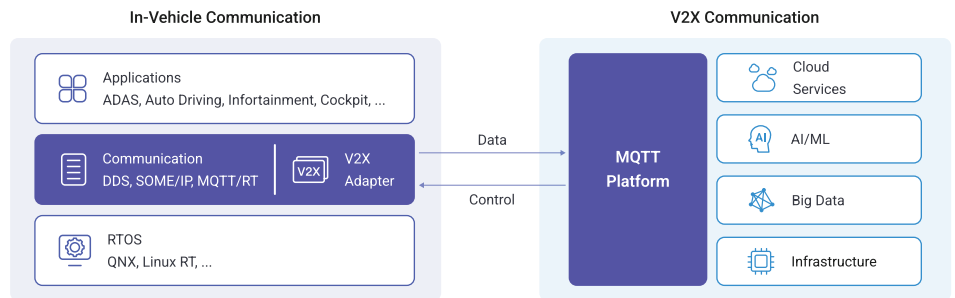 In-Vehicle Communication
Applications
ADAS, Auto Driving, Infortainment, Cockpit, ...
Communication
DDS, SOME/IP, MQTT/RT
V2X
V2X
Adapter
RTOS
QNX, Linux RT, ...
Data
Control
V2X Communication
MQTT
Platform
Cloud
Services
AI
AI/ML
Big Data
Infrastructure